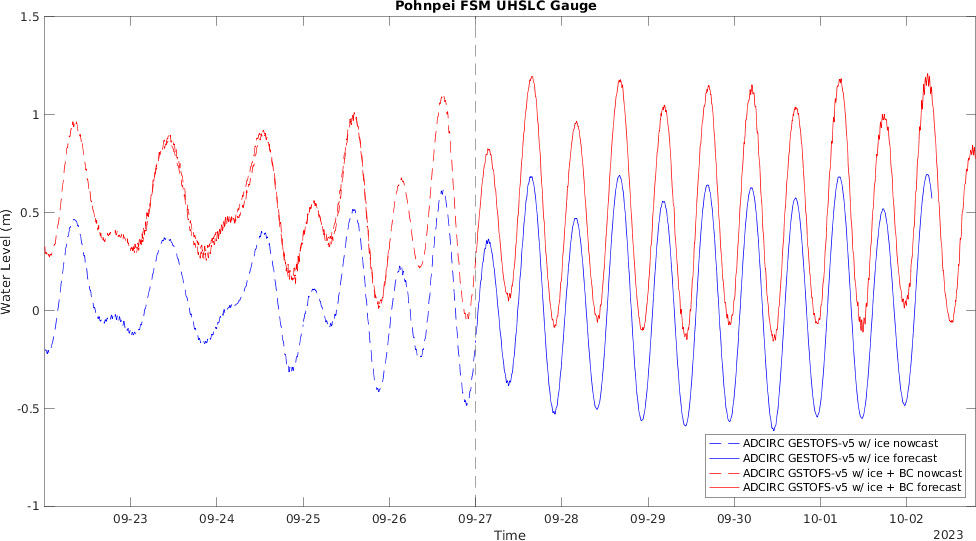 Pohnpei FSM UHSLC Gauge
1.5
1
0.5
0
-0.5
-1
Water Level (m)
ADCIRC GESTOFS-v5 w/ ice nowcast
ADCIRC GESTOFS-v5 w/ ice forecast
ADCIRC GSTOFS-v5 w/ ice + BC nowcast
ADCIRC GSTOFS-v5 w/ ice + BC forecast
09-23 09-24 09-25 09-26 09-27 09-28 09-29 09-30 10-01 10-02
Time
2023